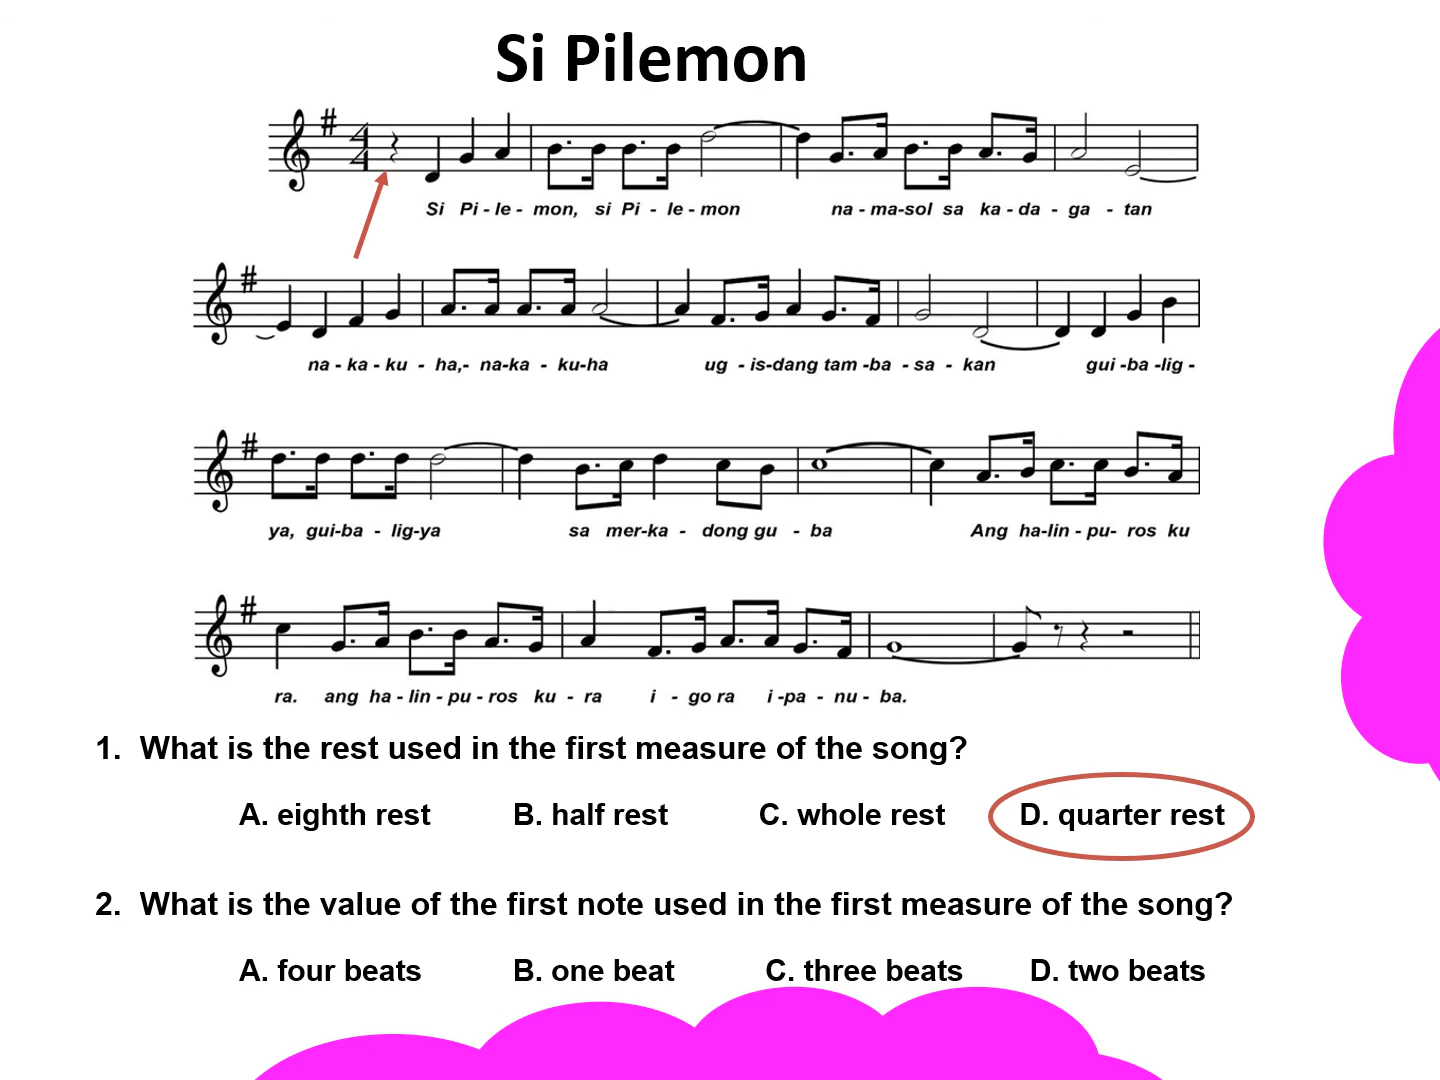 Si Pilemon
4
4
Si Pi - le - mon, si Pi - le - mon na - ma-sol sa ka - da - ga - tan
na - ka - ku - ha,- na-ka - ku-ha ug - is-dang tam -ba - sa - kan gui -ba -lig -
ya, gui-ba - lig-ya sa mer-ka - dong gu - ba Ang ha-lin - pu- ros ku
ra. ang ha - lin - pu - ros ku - ra i - go ra i -pa - nu - ba.
1. What is the rest used in the first measure of the song?
A. eighth rest B. half rest C. whole rest D. quarter rest
2. What is the value of the first note used in the first measure of the song?
A. four beats B. one beat C. three beats D. two beats